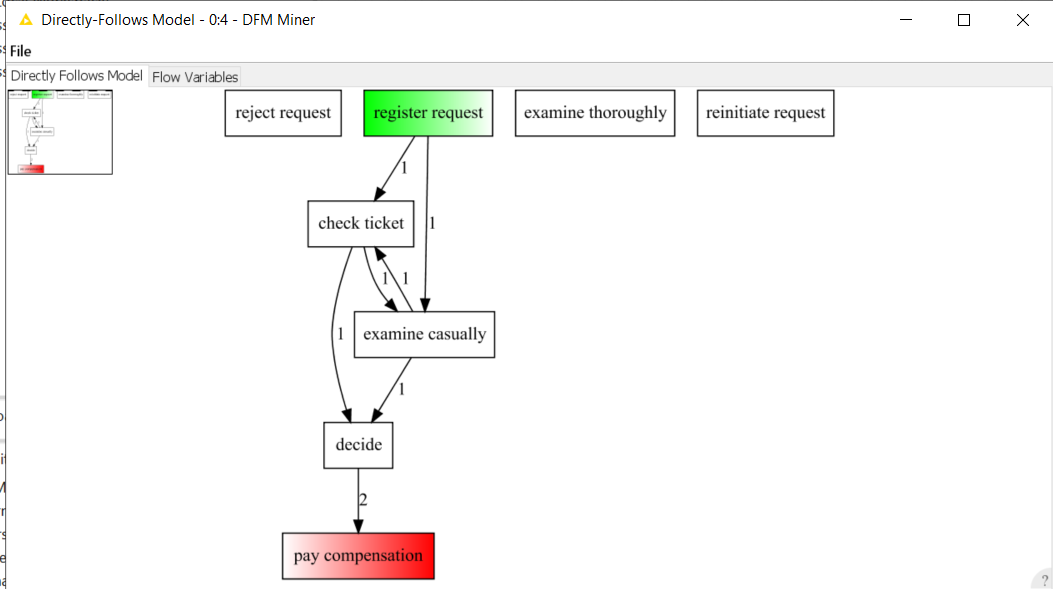 Directly-Follows Model - 0:4 - DFM Miner
File
Directly Follows Model
Flow Variables
reject request
register request
examine thoroughly
reinitiate request
1
check ticket
1
1
1
1
examine casually
1
decide
2
pay compensation
?